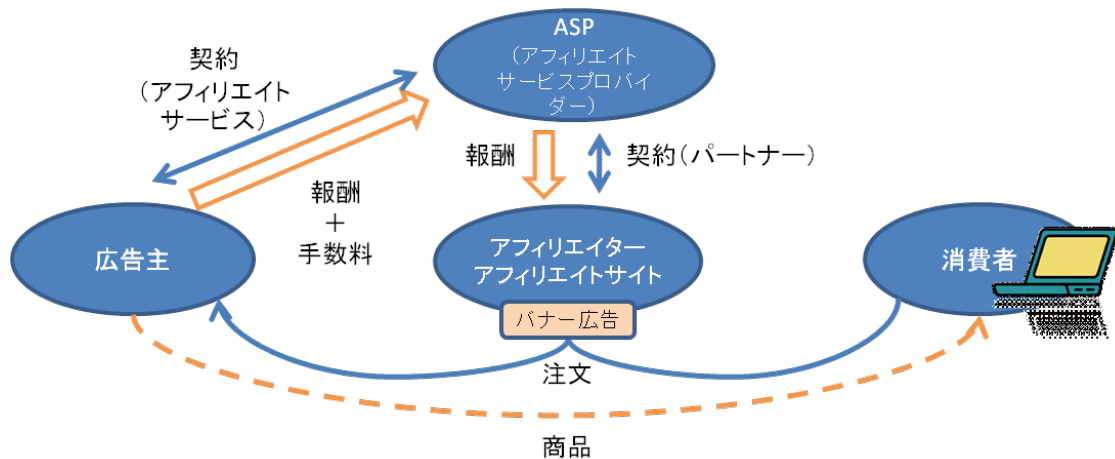 ASP
（アフィリエイト
サービスプロバイ
ダー）
契約
（アフィリエイト
サービス）
報酬
契約（パートナー）
報酬
＋
手数料
広告主
アフィリエイター
アフィリエイトサイト
消費者
バナー広告
注文
商品